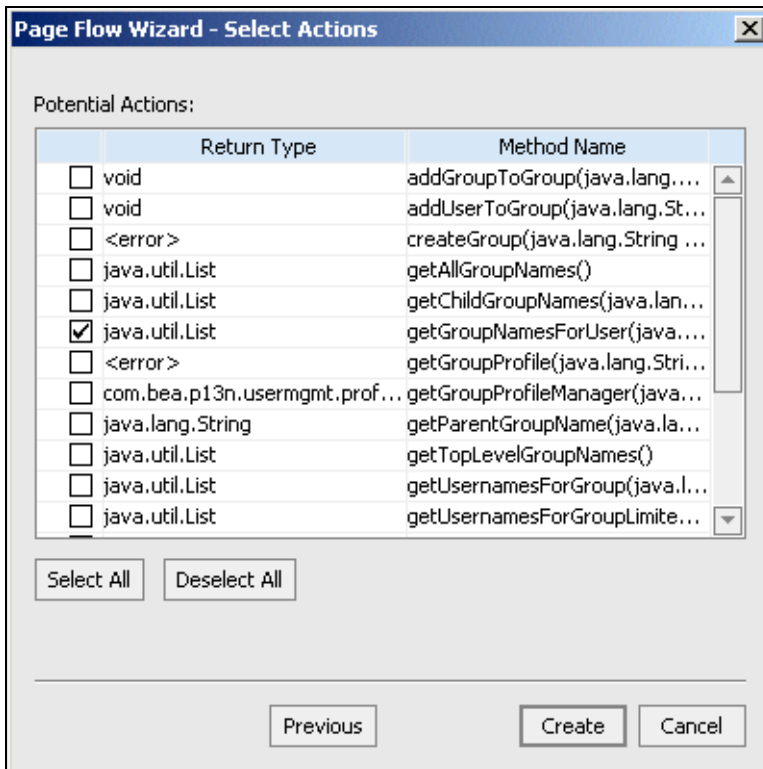 Page Flow Wizard - Select Actions
Potential Actions:
Return Type Method Name
void addGroupToGroup(java.lang....
void addUserToGroup(java.lang.St...
<error> createGroup(java.lang.String ...
java.util.List getAllGroupNames()
java.util.List getChildGroupNames(java.lan...
java.util.List getGroupNamesForUser(java....
<error> getGroupProfile(java.lang.Stri...
com.bea.p13n.usermgmt.prof... getGroupProfileManager(java...
java.lang.String getParentGroupName(java.la...
java.util.List getTopLevelGroupNames()
java.util.List getUsernamesForGroup(java.l...
java.util.List getUsernamesForGroupLimite...
Select All Deselect All
Previous Create Cancel